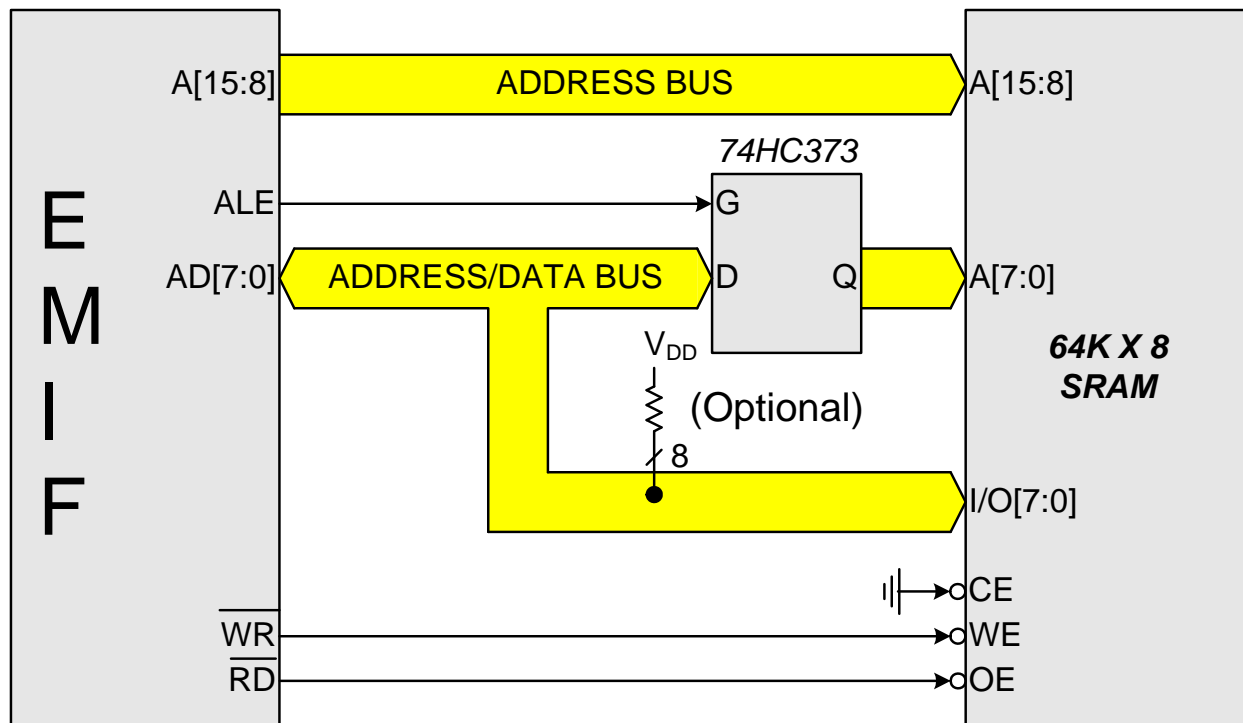 EMIF
A[15:8]
ADDRESS BUS
A[15:8]
74HC373
ALE
G
AD[7:0]
ADDRESS/DATA BUS
D
Q
A[7:0]
VDD
(Optional)
8
64K X 8
SRAM
I/O[7:0]
CE
WR
WE
RD
OE